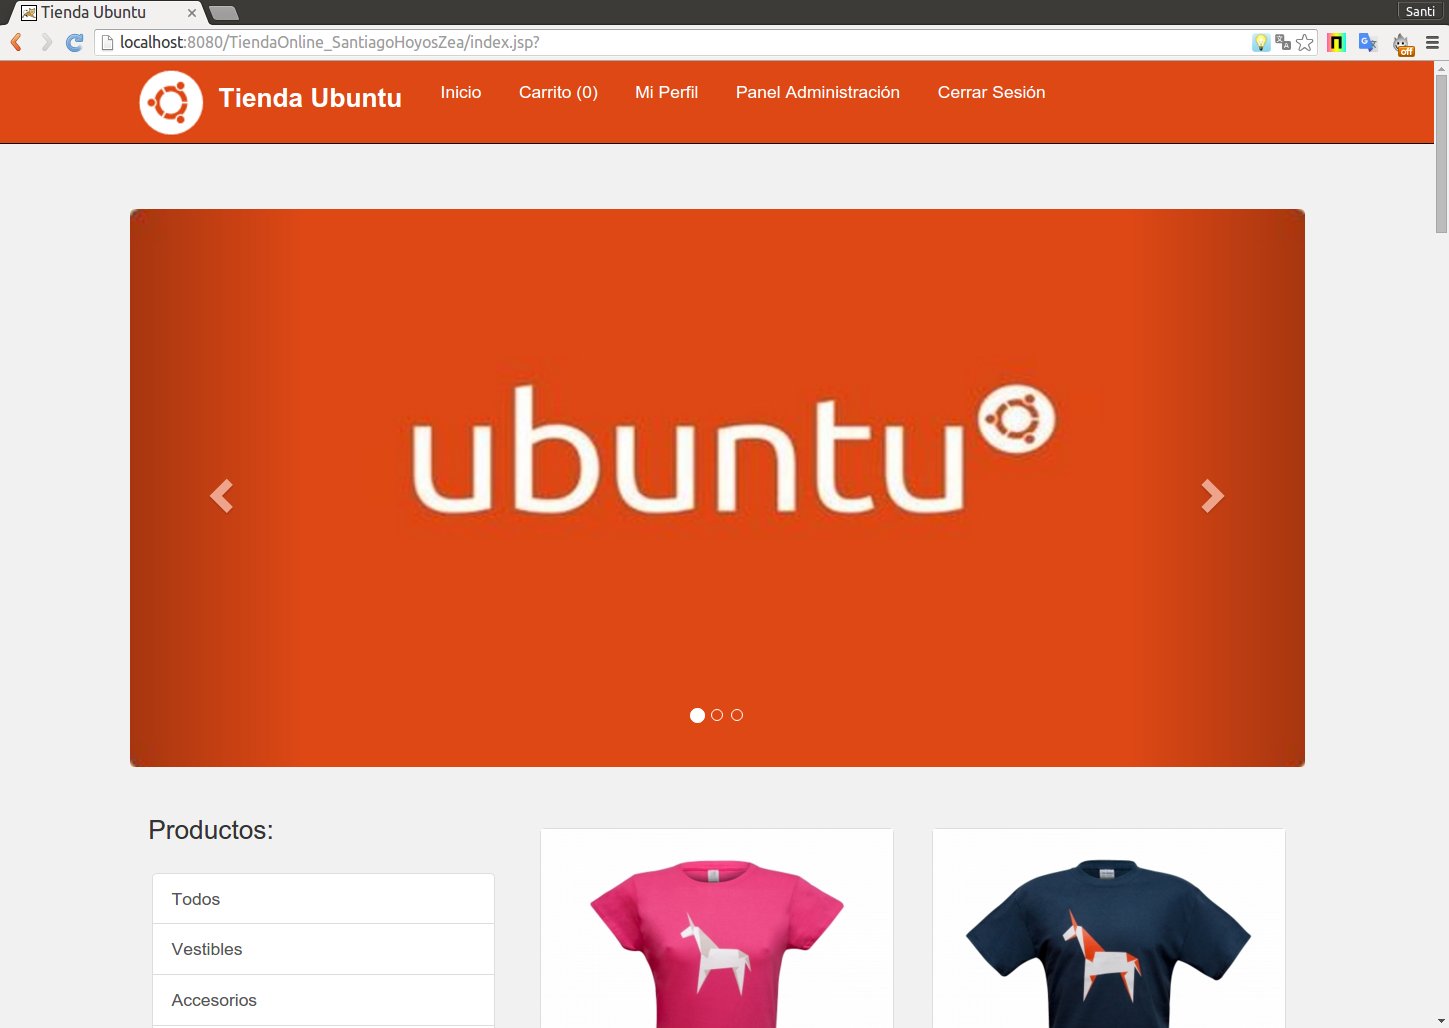 Tienda Ubuntu
Santi
localhost:8080/TiendaOnline_SantiagoHoyosZea/index.jsp?
off
Tienda Ubuntu Inicio Carrito (0) Mi Perfil Panel Administración Cerrar Sesión
ubuntu
Productos:
Todos
Vestibles
Accesorios